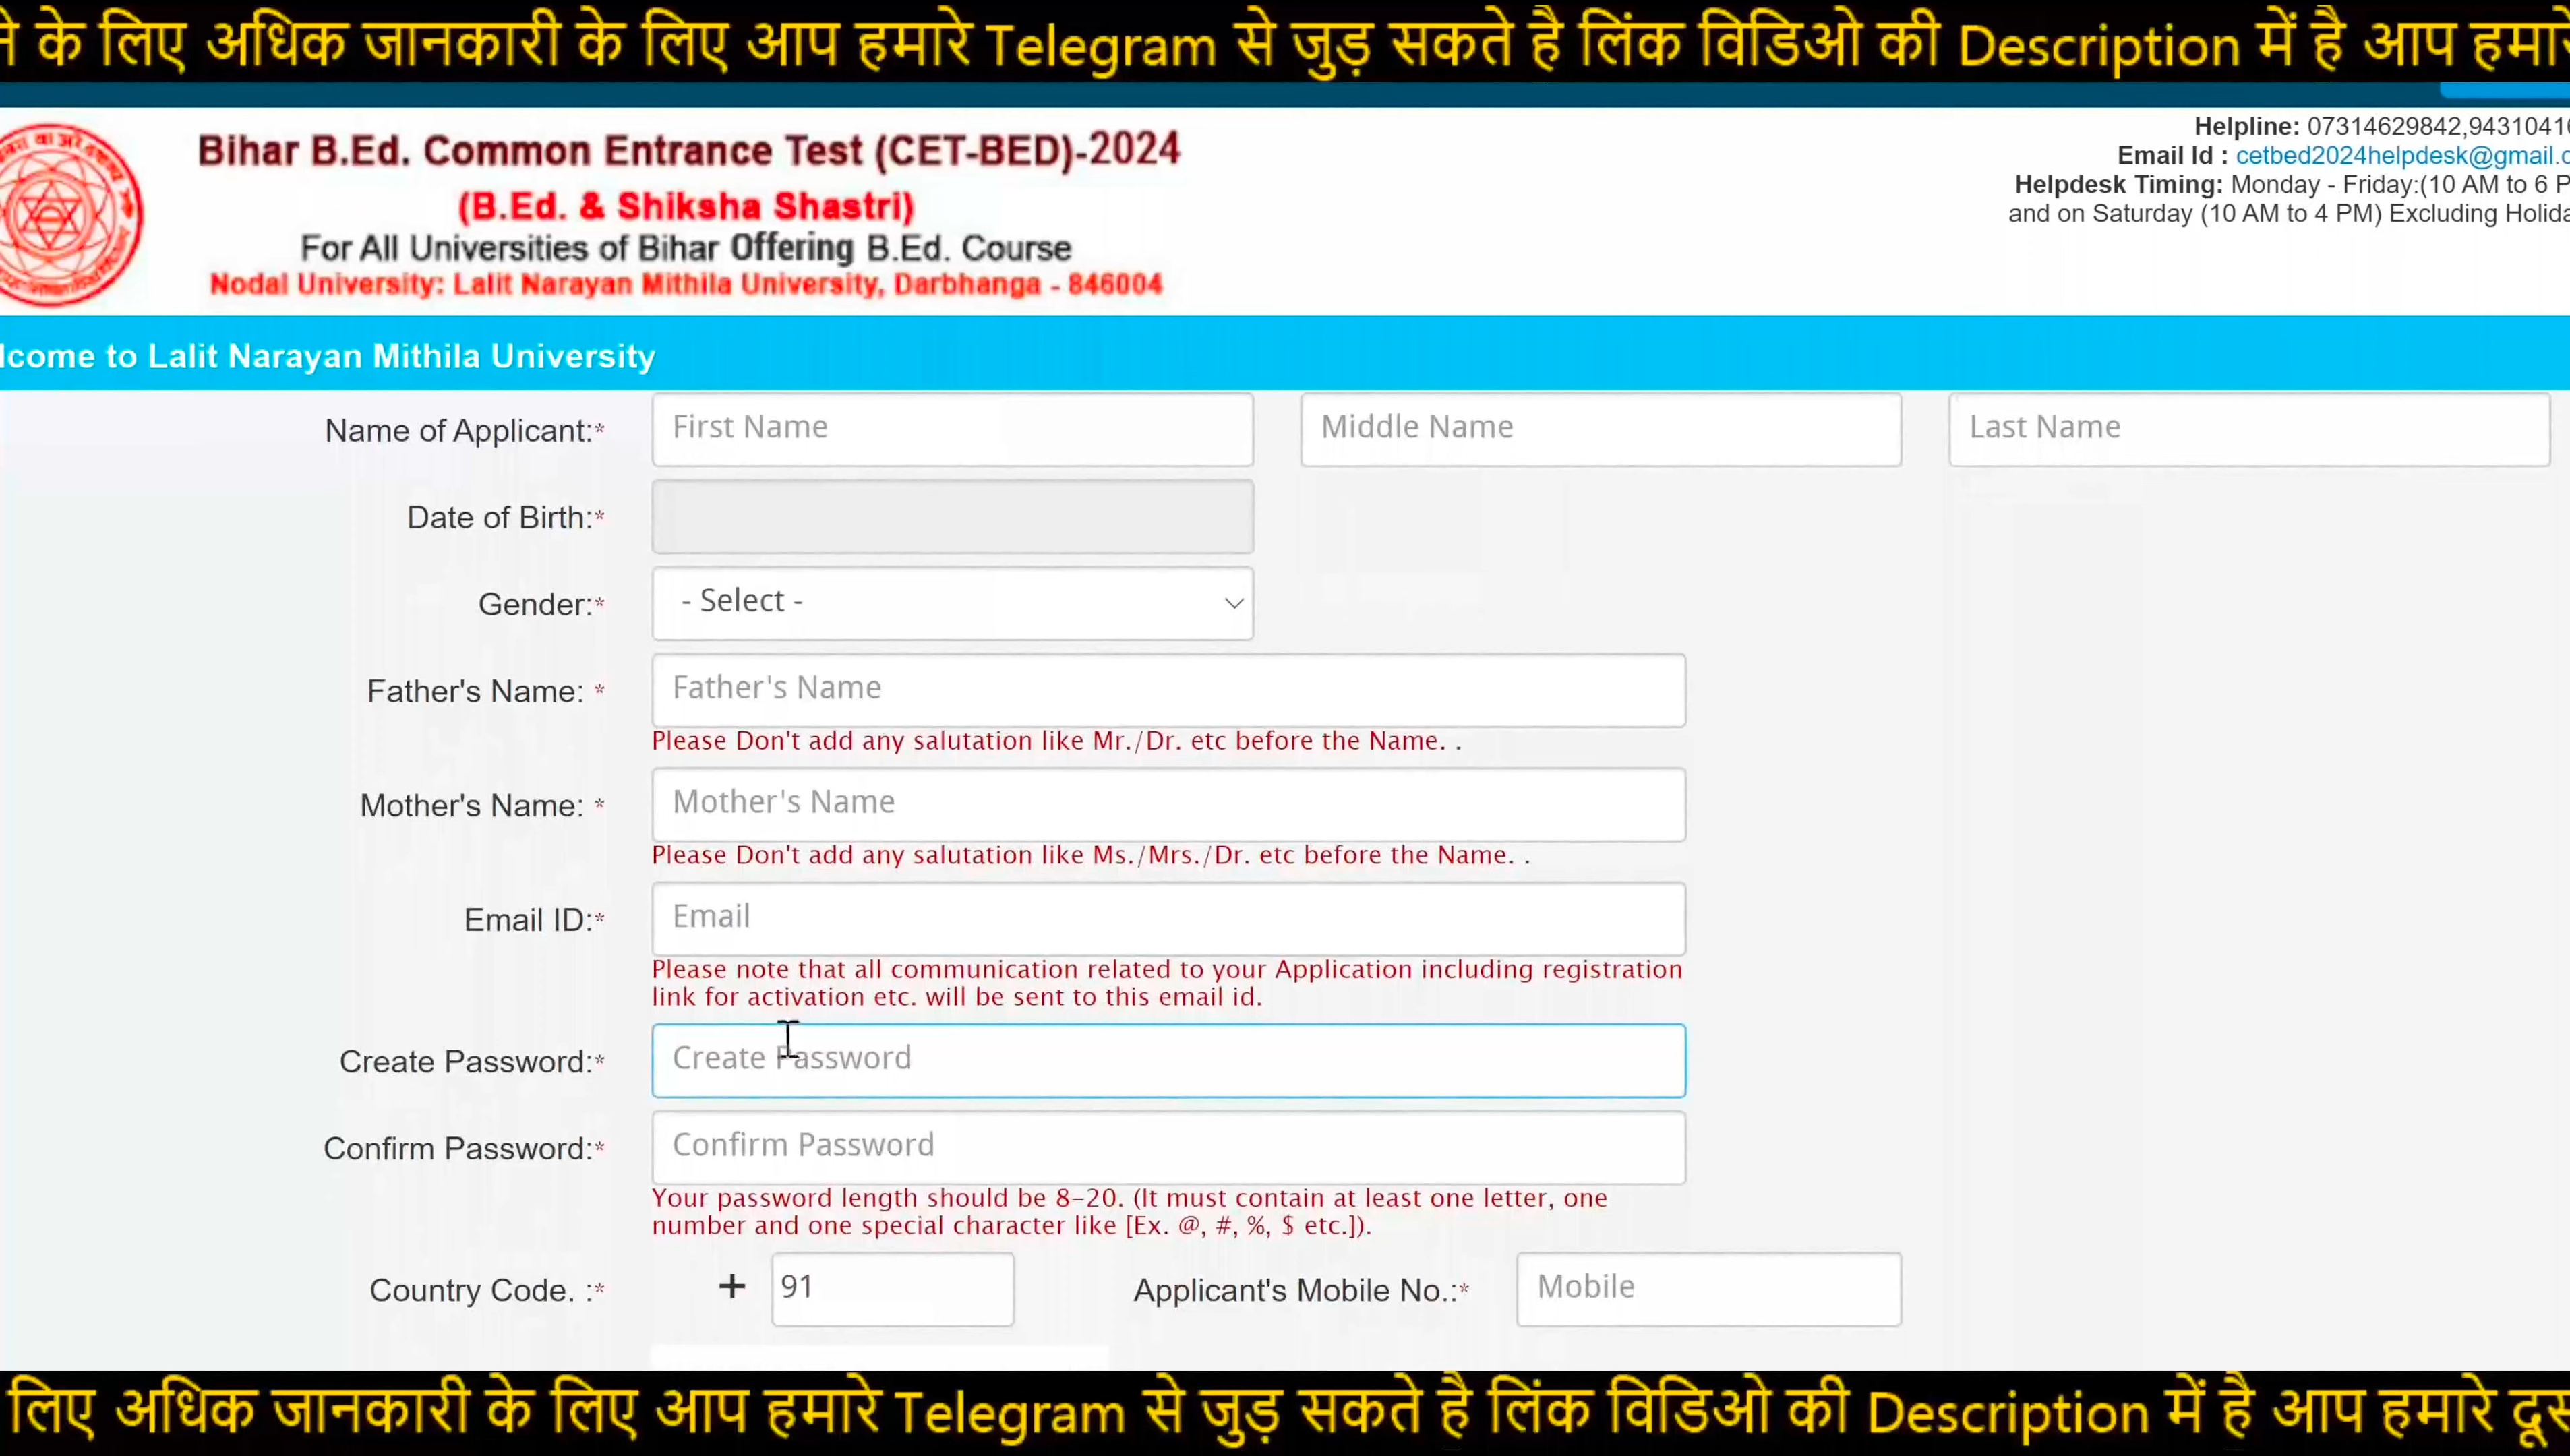 के लिए अधिक जानकारी के लिए आप हमारे Telegram से जुड़ सकते है लिंक विडिओ की Description में है आप हमारे
Bihar B.Ed. Common Entrance Test (CET-BED)-2024
(B.Ed. & Shiksha Shastri)
For All Universities of Bihar Offering B.Ed. Course
Nodal University: Lalit Narayan Mithila University, Darbhanga - 846004
Helpline: 07314629842,9431041
Email Id : cetbed2024helpdesk@gmail.c
Helpdesk Timing: Monday - Friday:(10 AM to 6 P
and on Saturday (10 AM to 4 PM) Excluding Holida
lcome to Lalit Narayan Mithila University
Name of Applicant:* First Name Middle Name Last Name
Date of Birth:*
Gender:* - Select -
Father's Name: * Father's Name
Please Don't add any salutation like Mr./Dr. etc before the Name. .
Mother's Name: * Mother's Name
Please Don't add any salutation like Ms./Mrs./Dr. etc before the Name. .
Email ID:* Email
Please note that all communication related to your Application including registration
link for activation etc. will be sent to this email id.
Create Password:* Create Password
Confirm Password:* Confirm Password
Your password length should be 8-20. (It must contain at least one letter, one
number and one special character like [Ex. @, #, %, $ etc.]).
Country Code. :* + 91 Applicant's Mobile No.:* Mobile
लिए अधिक जानकारी के लिए आप हमारे Telegram से जुड़ सकते है लिंक विडिओ की Description में है आप हमारे दूस